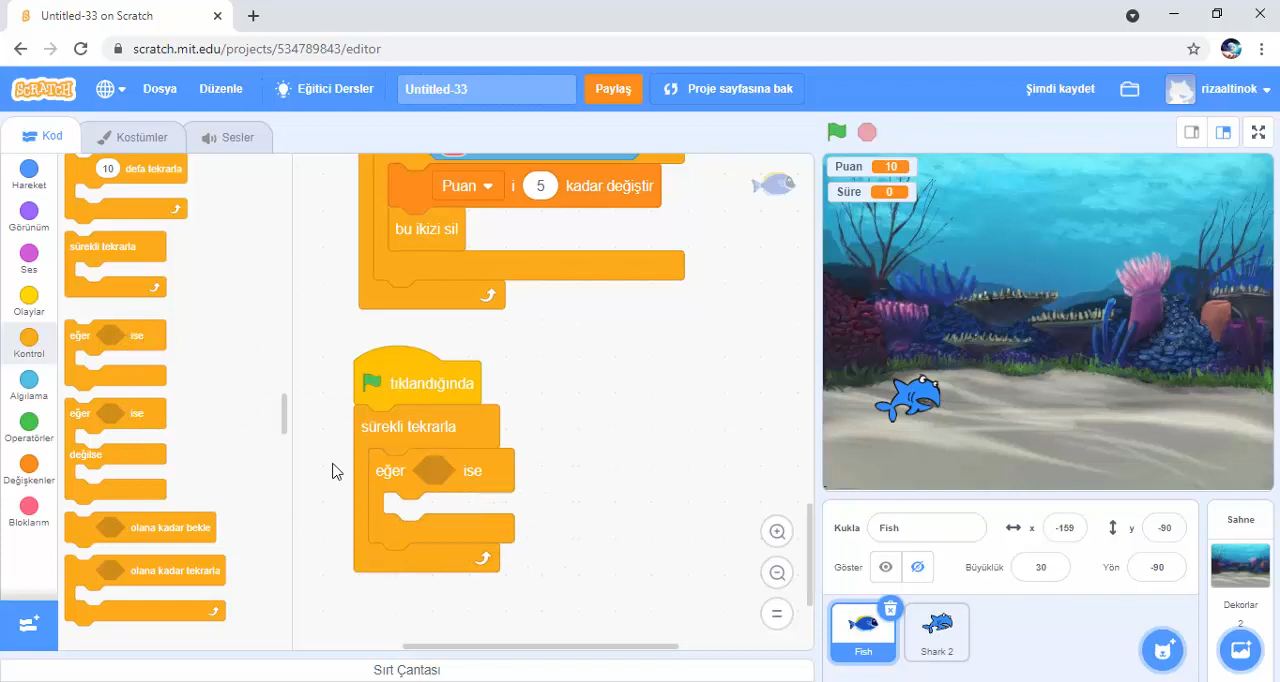 Untitled-33 on Scratch
scratch.mit.edu/projects/534789843/editor
SCRATCH
Dosya
Düzenle
Eğitici Dersler
Untitled-33
Paylaş
Proje sayfasına bak
Şimdi kaydet
rizaaltinok
Kod
Kostümler
Sesler
Hareket
Görünüm
Ses
Olaylar
Kontrol
Algılama
Operatörler
Değişkenler
Bloklarım
10 defa tekrarla
sürekli tekrarla
eğer ise
eğer ise
değilse
olana kadar bekle
olana kadar tekrarla
Puan i 5 kadar değiştir
bu ikizi sil
tıklandığında
sürekli tekrarla
eğer ise
Sırt Çantası
Puan 10
Süre 0
Kukla Fish x -159 y -90
Göster Büyüklük 30 Yön -90
Fish
Shark 2
Sahne
Dekorlar
2